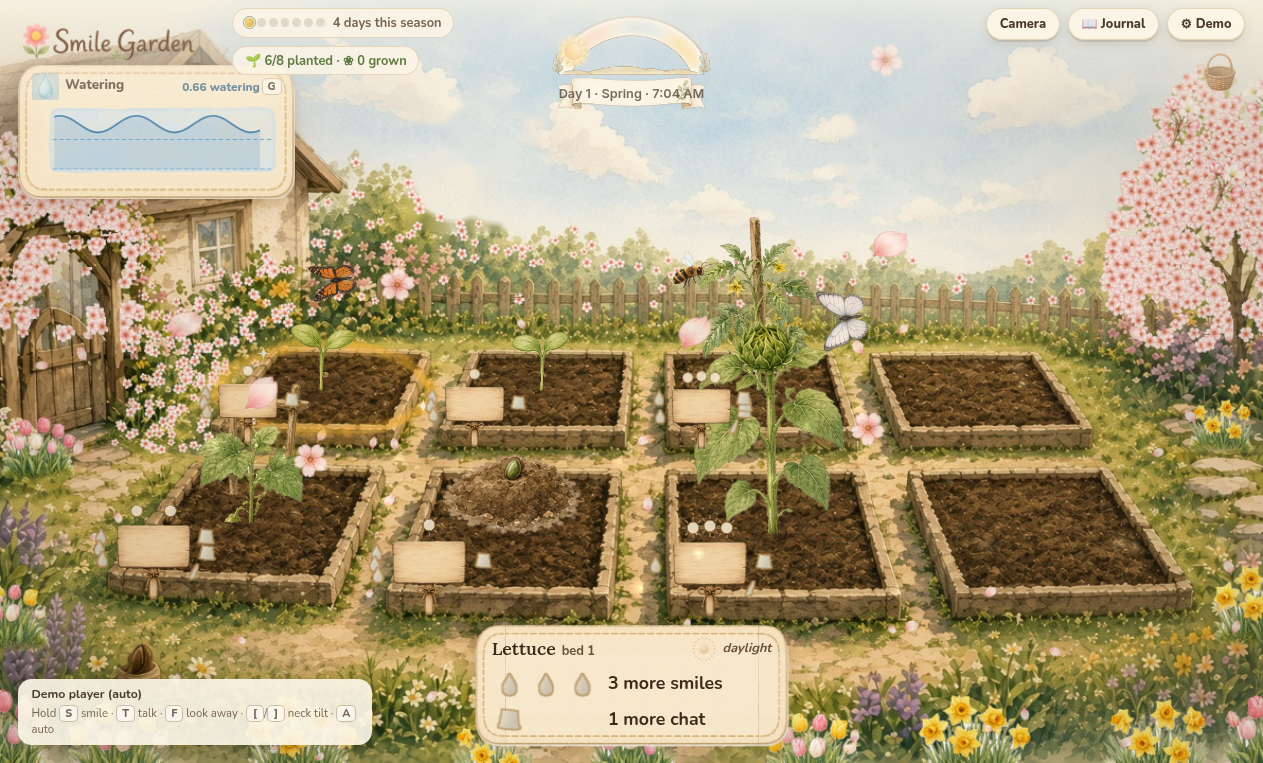 Smile Garden
4 days this season
🌱 6/8 planted · ❀ 0 grown
Watering
0.66 watering G
Day 1 · Spring · 7:04 AM
Camera
📖 Journal
⚙ Demo
Lettuce bed 1
daylight
3 more smiles
1 more chat
Demo player (auto)
Hold S smile · T talk · F look away · [ / ] neck tilt · A
auto